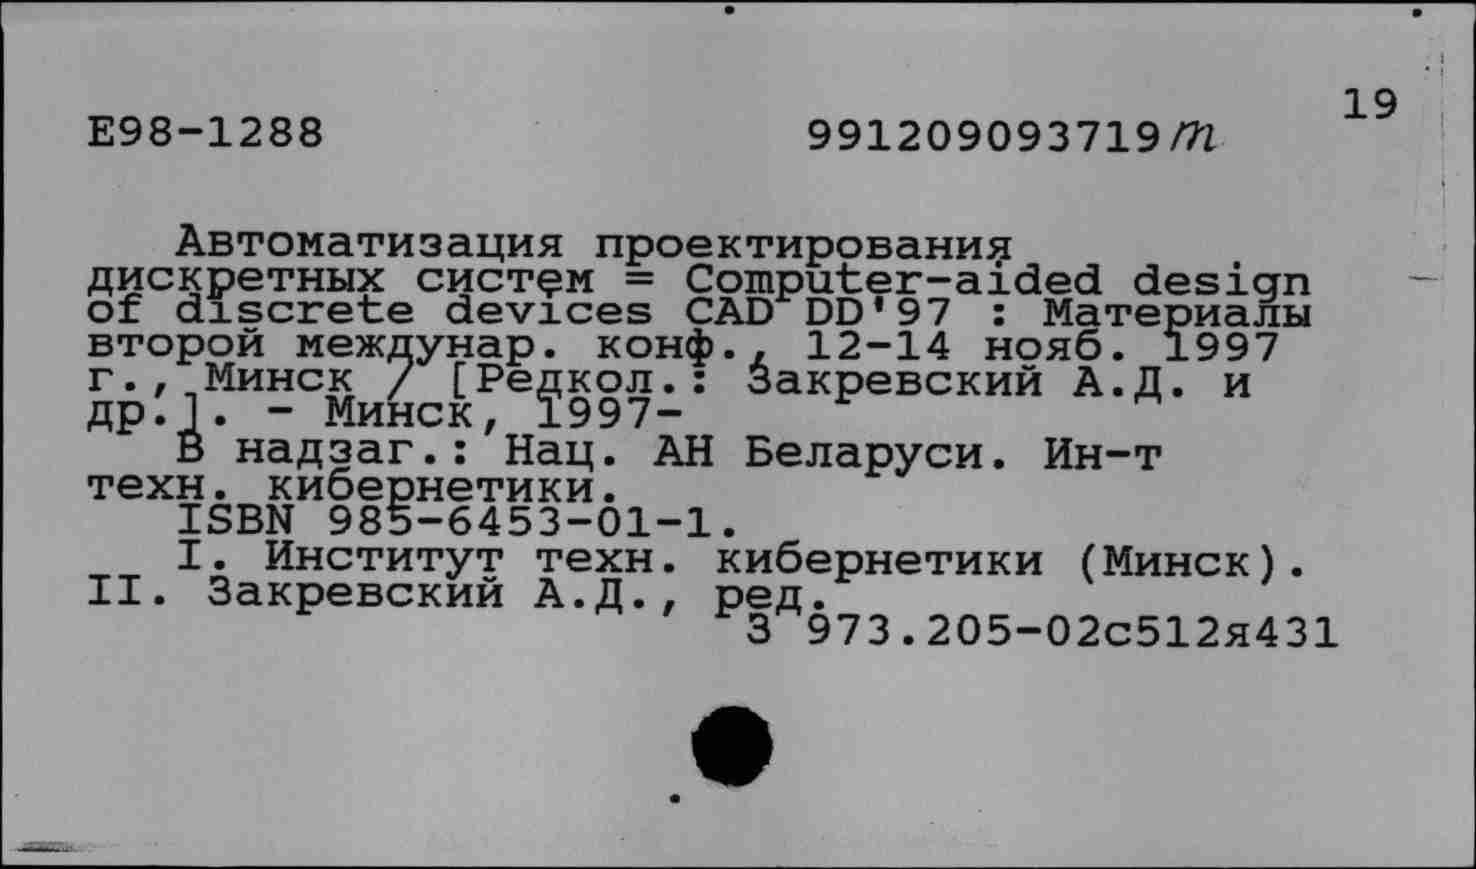 19
E98-1288 991209093719m
Автоматизация проектирования
дискретных систем = Computer-aided design
of discrete devices CAD DD'97 : Материалы
второй междунар. конф., 12-14 нояб. 1997
г., Минск / [Редкол.: Закревский А.Д. и
др.]. - Минск, 1997-
В надзаг.: Нац. АН Беларуси. Ин-т
техн. кибернетики.
ISBN 985-6453-01-1.
I. Институт техн. кибернетики (Минск).
II. Закревский А.Д., ред.
З 973.205-02с512я431